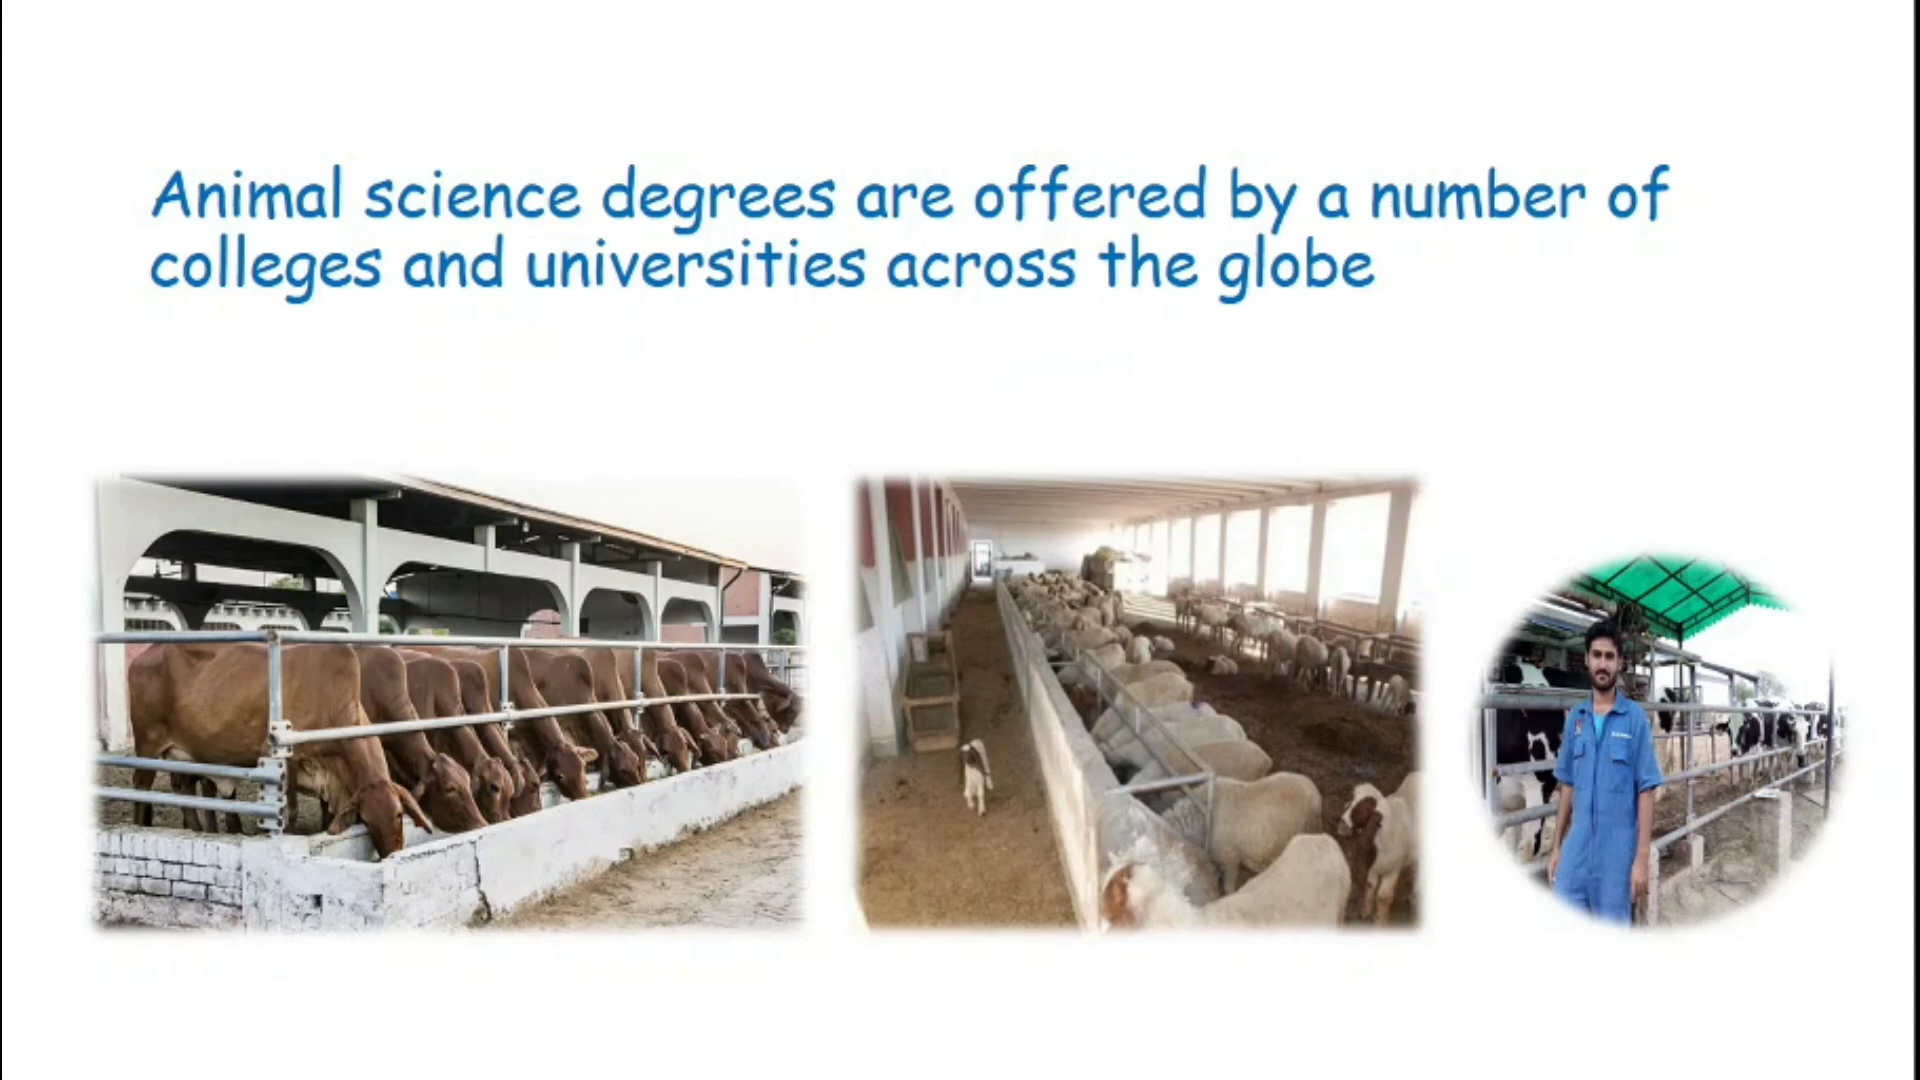 Animal science degrees are offered by a number of
colleges and universities across the globe